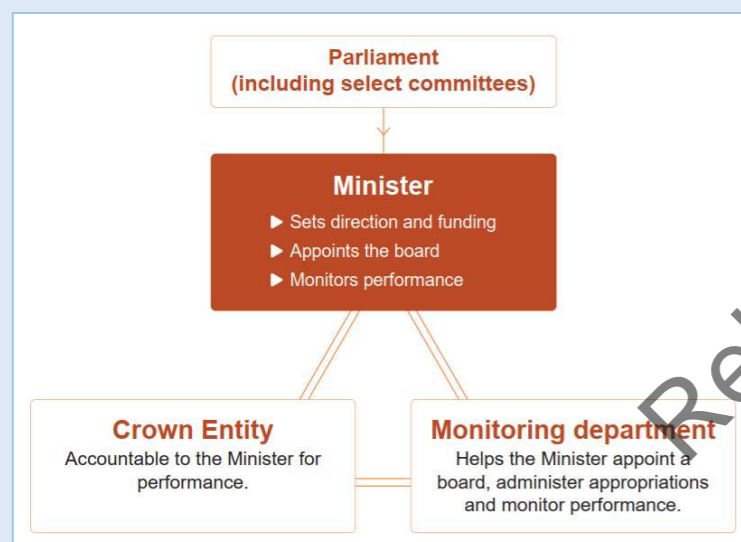 Parliament
(including select committees)
Minister
Sets direction and funding
Appoints the board
Monitors performance
Crown Entity
Accountable to the Minister for
performance.
Monitoring department
Helps the Minister appoint a
board, administer appropriations
and monitor performance.